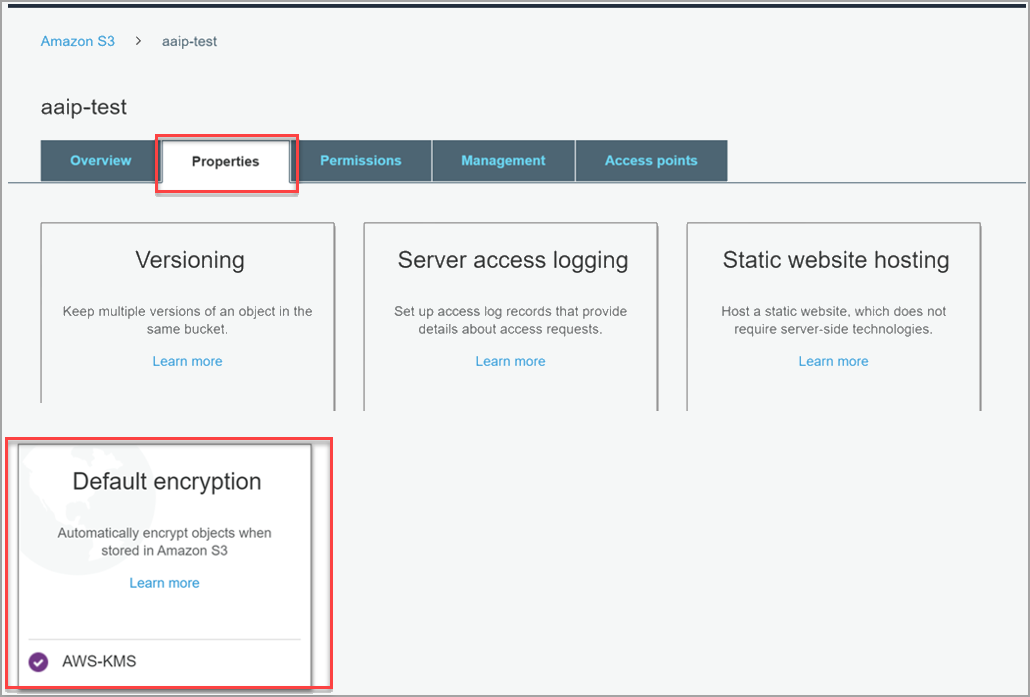 Amazon S3 > aaip-test
aaip-test
Overview Properties Permissions Management Access points
Versioning
Keep multiple versions of an object in the
same bucket.
Learn more
Server access logging
Set up access log records that provide
details about access requests.
Learn more
Static website hosting
Host a static website, which does not
require server-side technologies.
Learn more
Default encryption
Automatically encrypt objects when
stored in Amazon S3
Learn more
AWS-KMS